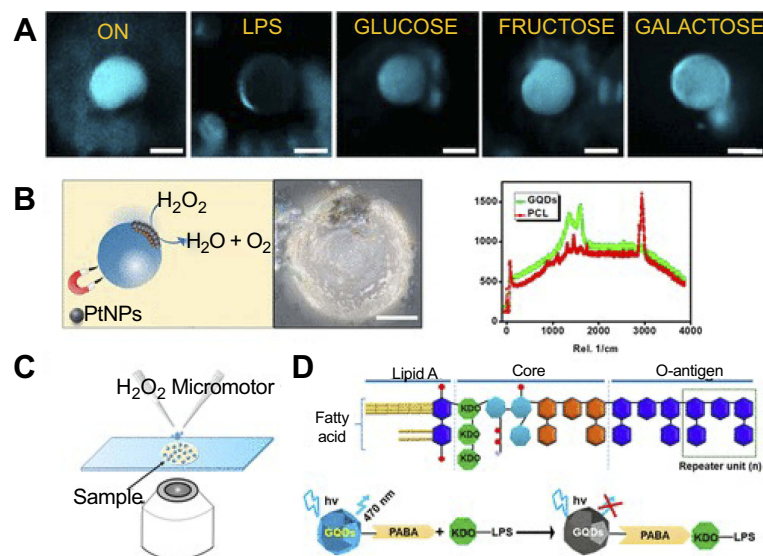 A
ON
LPS
GLUCOSE
FRUCTOSE
GALACTOSE
B
H2O2
H2O + O2
PtNPs
1500
1000
500
0
GQDs
PCL
0 1000 2000 3000 4000
Rel. 1/cm
C
H2O2 Micromotor
Sample
D
Lipid A
Core
O-antigen
Fatty
acid
KDO
KDO KDO
KDO
Repeater unit (n)
hv
470 nm
GQDs
PABA
+
KDO
LPS
hv
GQDs
PABA
KDO
LPS